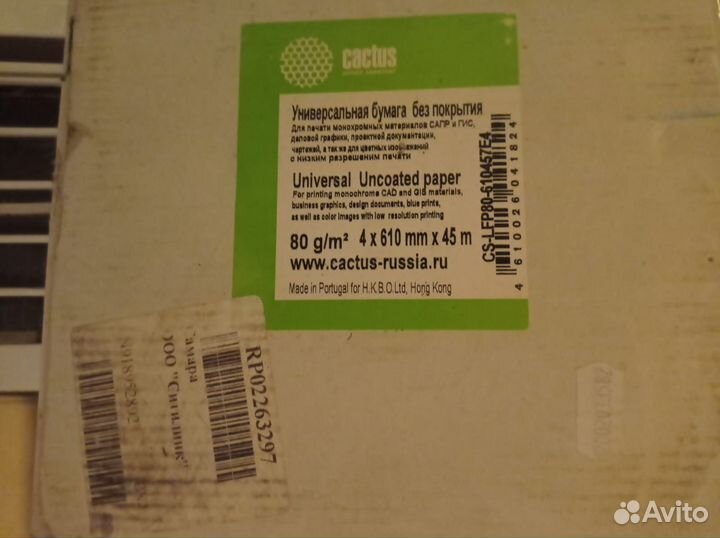 cactus
Универсальная бумага без покрытия
Для печати монохромных материалов САПР и ГИС,
деловой графики, проектной документации,
чертежей, а так же для цветных изображений
с низким разрешением печати
Universal Uncoated paper
For printing monochrome CAD and GIS materials,
business graphics, design documents, blue prints,
as well as color images with low resolution printing
80 g/m² 4 x 610 mm x 45 m
www.cactus-russia.ru
Made in Portugal for H.K.B.O.Ltd, Hong Kong
CS-LFP80-610457E4
4 610026 041824
RP02263297
Самара
ООО "Ситилинк"
Avito